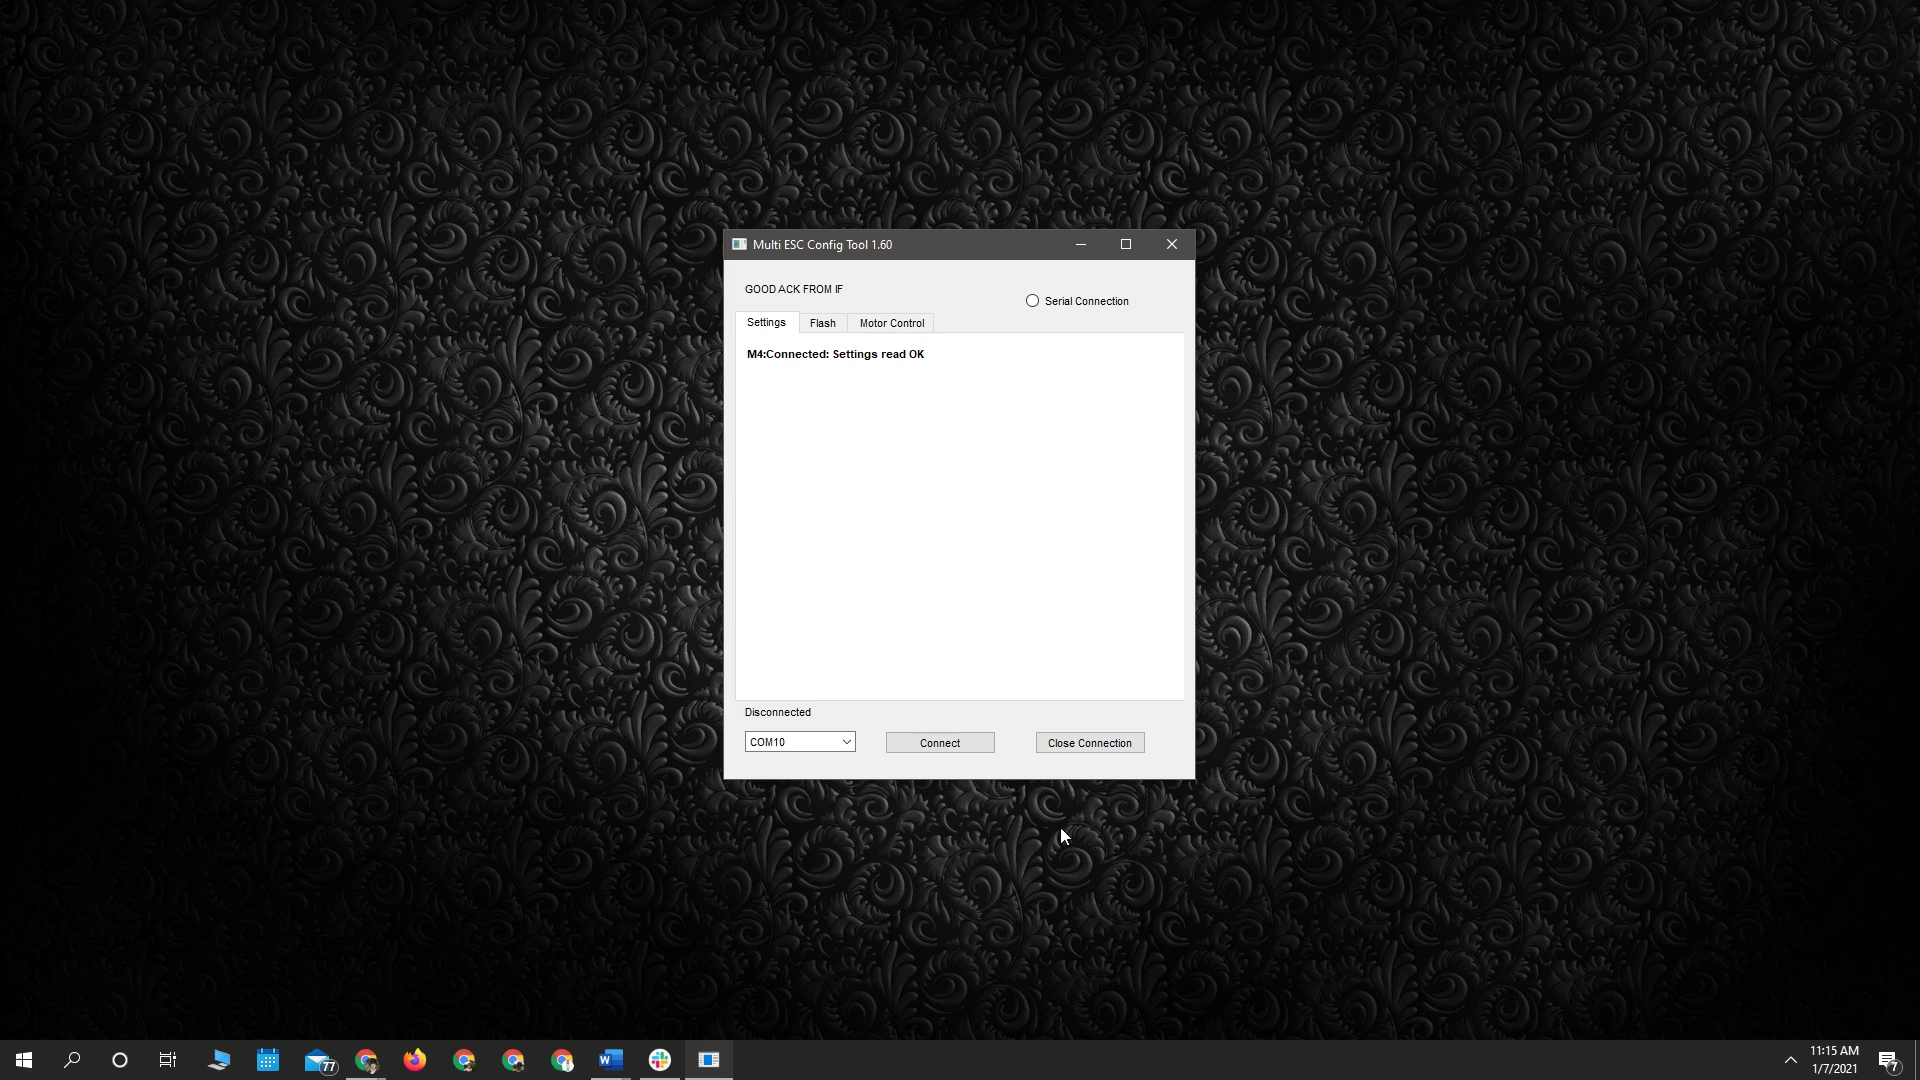 Multi ESC Config Tool 1.60
GOOD ACK FROM IF
Serial Connection
Settings
Flash
Motor Control
M4:Connected: Settings read OK
Disconnected
COM10
Connect
Close Connection
77
W
11:15 AM
1/7/2021
7